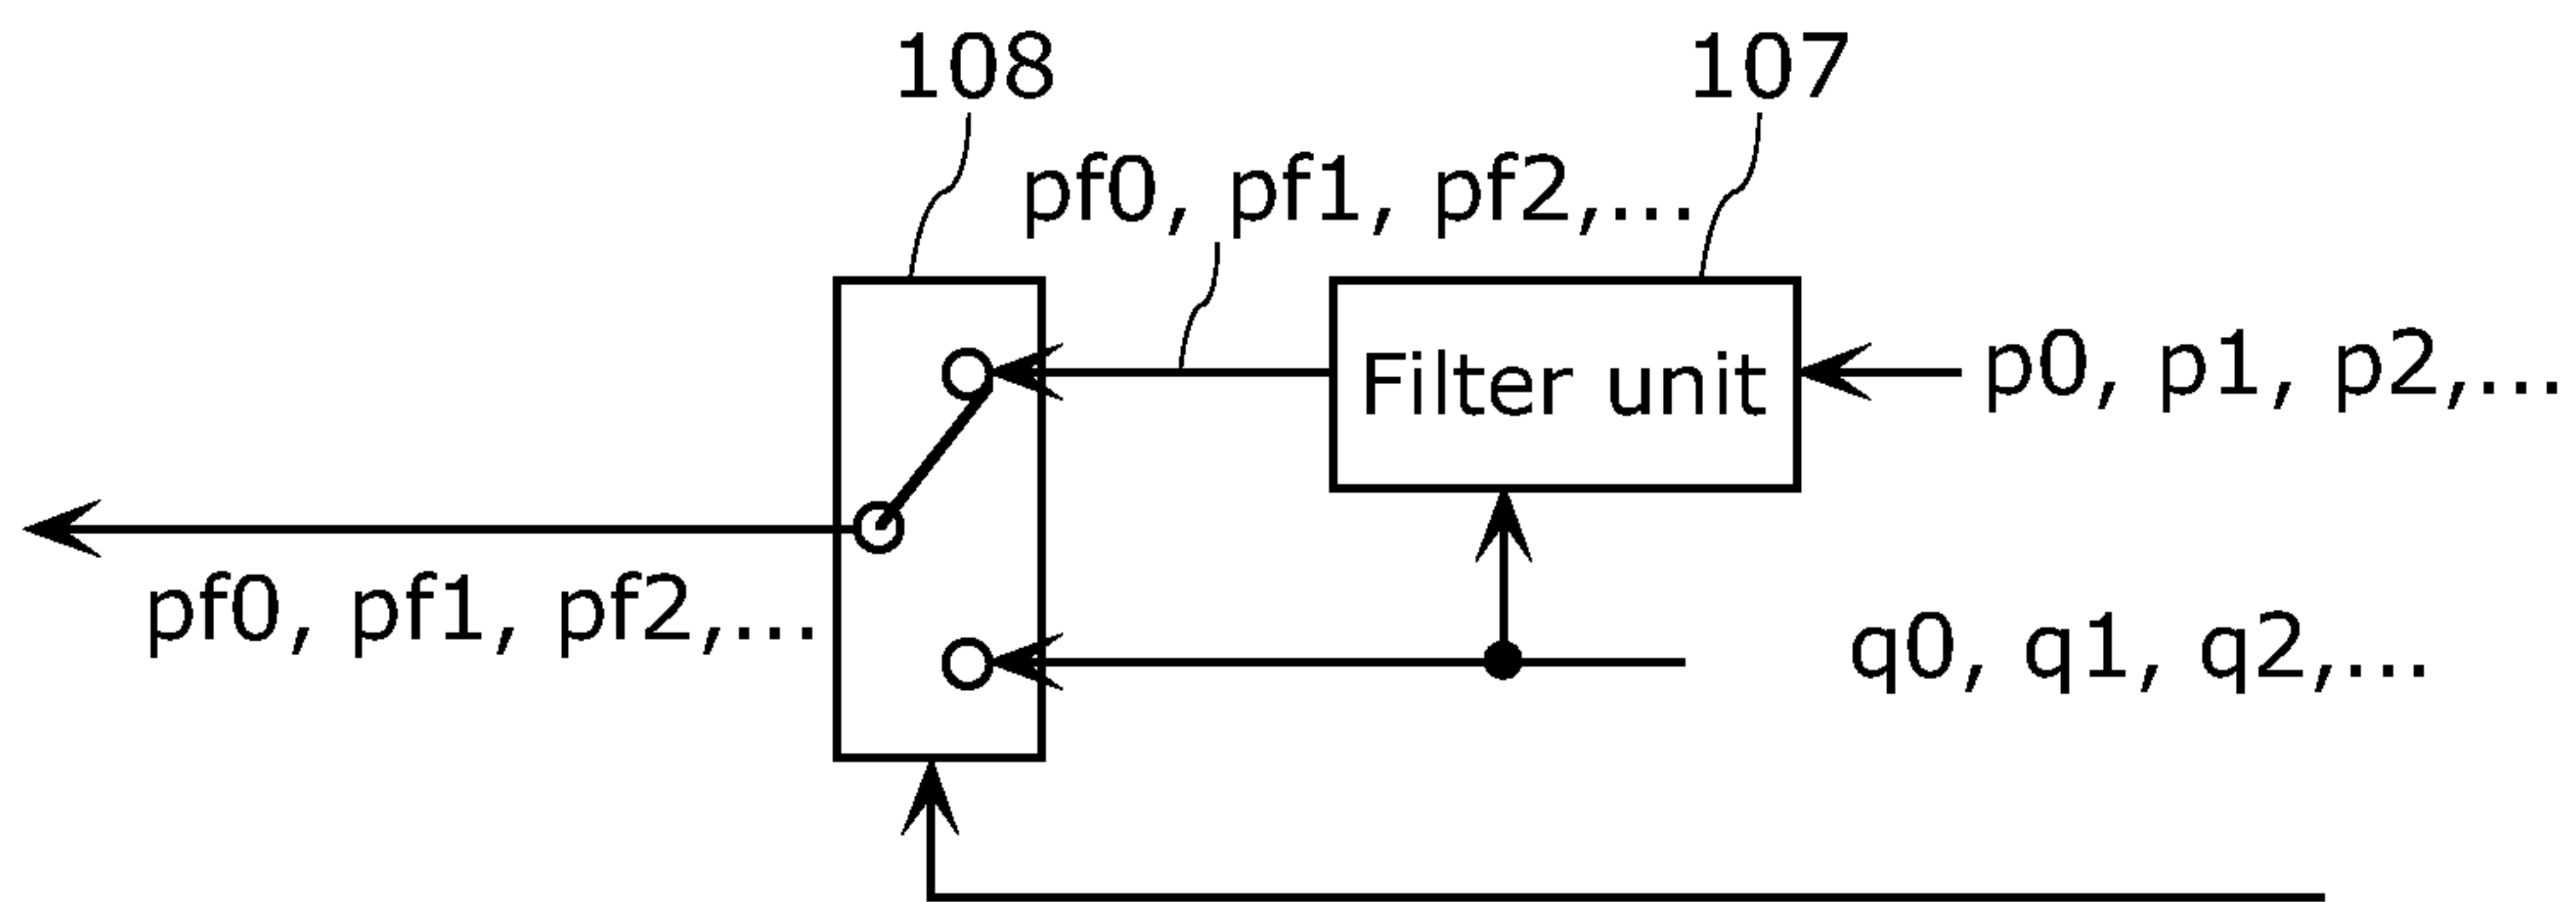 108
107
pf0, pf1, pf2,...
Filter unit
p0, p1, p2,...
pf0, pf1, pf2,...
q0, q1, q2,...